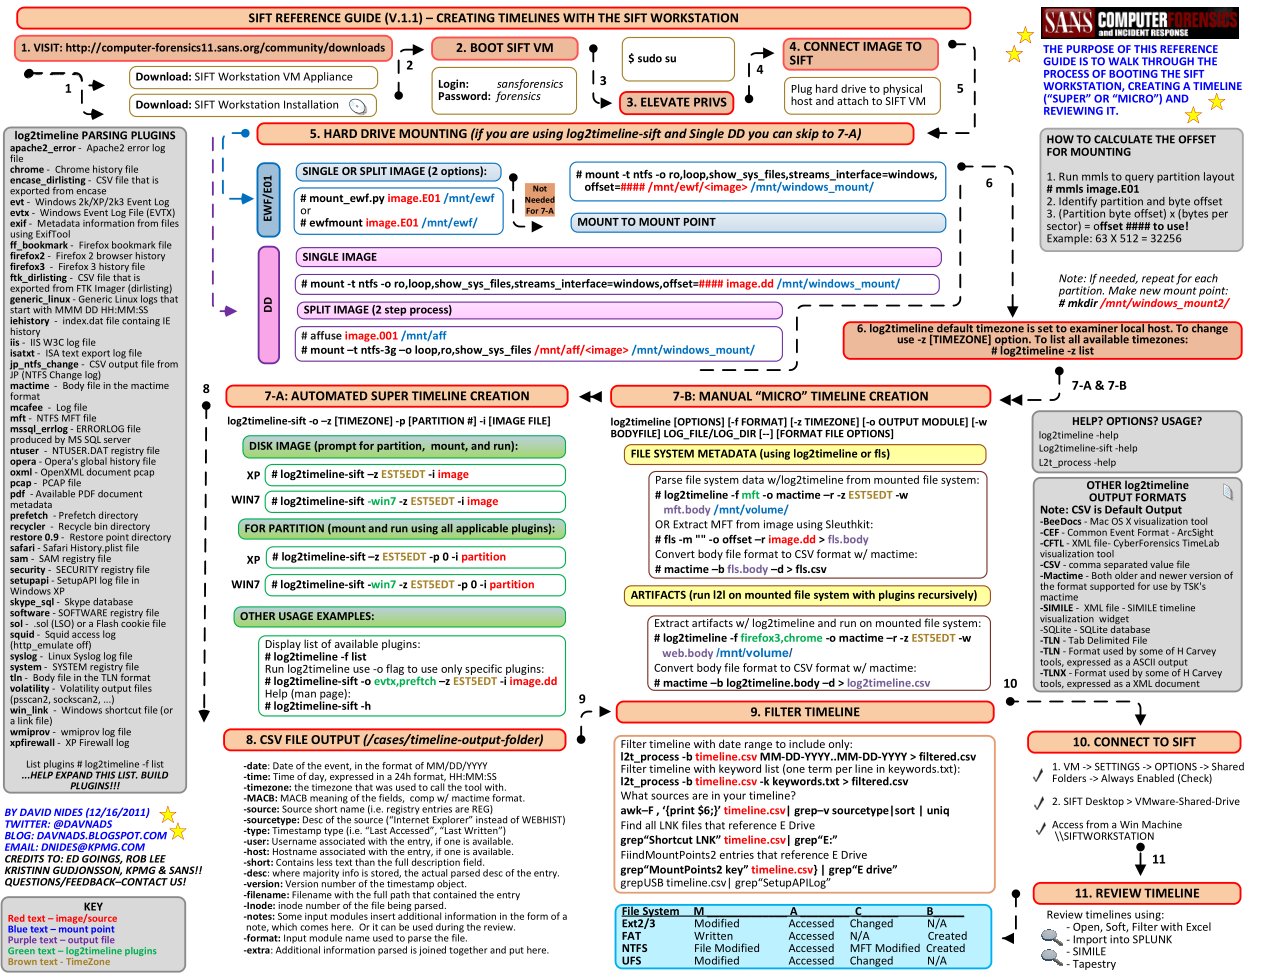 SIFT REFERENCE GUIDE (V.1.1) – CREATING TIMELINES WITH THE SIFT WORKSTATION
SANS COMPUTER FORENSICS
and INCIDENT RESPONSE
THE PURPOSE OF THIS REFERENCE
GUIDE IS TO WALK THROUGH THE
PROCESS OF BOOTING THE SIFT
WORKSTATION, CREATING A TIMELINE
("SUPER" OR "MICRO") AND
REVIEWING IT.
1. VISIT: http://computer-forensics11.sans.org/community/downloads
1
Download: SIFT Workstation VM Appliance
Download: SIFT Workstation Installation
2
2. BOOT SIFT VM
Login: sansforensics
Password: forensics
3
$ sudo su
3. ELEVATE PRIVS
4
4. CONNECT IMAGE TO
SIFT
Plug hard drive to physical
host and attach to SIFT VM
5
5. HARD DRIVE MOUNTING (if you are using log2timeline-sift and Single DD you can skip to 7-A)
EWF/E01
SINGLE OR SPLIT IMAGE (2 options):
# mount_ewf.py image.E01 /mnt/ewf
or
# ewfmount image.E01 /mnt/ewf/
Not
Needed
For 7-A
# mount -t ntfs -o ro,loop,show_sys_files,streams_interface=windows,
offset=#### /mnt/ewf/<image> /mnt/windows_mount/
MOUNT TO MOUNT POINT
6
DD
SINGLE IMAGE
# mount -t ntfs -o ro,loop,show_sys_files,streams_interface=windows,offset=#### image.dd /mnt/windows_mount/
SPLIT IMAGE (2 step process)
# affuse image.001 /mnt/aff
# mount –t ntfs-3g –o loop,ro,show_sys_files /mnt/aff/<image> /mnt/windows_mount/
HOW TO CALCULATE THE OFFSET
FOR MOUNTING
1. Run mmls to query partition layout
# mmls image.E01
2. Identify partition and byte offset
3. (Partition byte offset) x (bytes per
sector) = offset #### to use!
Example: 63 X 512 = 32256
Note: If needed, repeat for each
partition. Make new mount point:
# mkdir /mnt/windows_mount2/
6. log2timeline default timezone is set to examiner local host. To change
use -z [TIMEZONE] option. To list all available timezones:
# log2timeline -z list
7-A & 7-B
log2timeline PARSING PLUGINS
apache2_error - Apache2 error log
file
chrome - Chrome history file
encase_dirlisting - CSV file that is
exported from encase
evt - Windows 2k/XP/2k3 Event Log
evtx - Windows Event Log File (EVTX)
exif - Metadata information from files
using ExifTool
ff_bookmark - Firefox bookmark file
firefox2 - Firefox 2 browser history
firefox3 - Firefox 3 history file
ftk_dirlisting - CSV file that is
exported from FTK Imager (dirlisting)
generic_linux - Generic Linux logs that
start with MMM DD HH:MM:SS
iehistory - index.dat file containg IE
history
iis - IIS W3C log file
isatxt - ISA text export log file
jp_ntfs_change - CSV output file from
JP (NTFS Change log)
mactime - Body file in the mactime
format
mcafee - Log file
mft - NTFS MFT file
mssql_errlog - ERRORLOG file
produced by MS SQL server
ntuser - NTUSER.DAT registry file
opera - Opera's global history file
oxml - OpenXML document pcap
pcap - PCAP file
pdf - Available PDF document
metadata
prefetch - Prefetch directory
recycler - Recycle bin directory
restore 0.9 - Restore point directory
safari - Safari History.plist file
sam - SAM registry file
security - SECURITY registry file
setupapi - SetupAPI log file in
Windows XP
skype_sql - Skype database
software - SOFTWARE registry file
sol - .sol (LSO) or a Flash cookie file
squid - Squid access log
(http_emulate off)
syslog - Linux Syslog log file
system - SYSTEM registry file
tln - Body file in the TLN format
volatility - Volatility output files
(psscan2, sockscan2, ...)
win_link - Windows shortcut file (or
a link file)
wmiprov - wmiprov log file
xpfirewall - XP Firewall log
List plugins # log2timeline -f list
...HELP EXPAND THIS LIST. BUILD
PLUGINS!!!
BY DAVID NIDES (12/16/2011)
TWITTER: @DAVNADS
BLOG: DAVNADS.BLOGSPOT.COM
EMAIL: DNIDES@KPMG.COM
CREDITS TO: ED GOINGS, ROB LEE
KRISTINN GUDJONSSON, KPMG & SANS!!
QUESTIONS/FEEDBACK–CONTACT US!
KEY
Red text – image/source
Blue text – mount point
Purple text – output file
Green text – log2timeline plugins
Brown text - TimeZone
8
7-A: AUTOMATED SUPER TIMELINE CREATION
log2timeline-sift -o –z [TIMEZONE] -p [PARTITION #] -i [IMAGE FILE]
DISK IMAGE (prompt for partition, mount, and run):
XP # log2timeline-sift –z EST5EDT -i image
WIN7 # log2timeline-sift -win7 -z EST5EDT -i image
FOR PARTITION (mount and run using all applicable plugins):
XP # log2timeline-sift –z EST5EDT -p 0 -i partition
WIN7 # log2timeline-sift -win7 -z EST5EDT -p 0 -i partition
OTHER USAGE EXAMPLES:
Display list of available plugins:
# log2timeline -f list
Run log2timeline use -o flag to use only specific plugins:
# log2timeline-sift -o evtx,preftch –z EST5EDT -i image.dd
Help (man page):
# log2timeline-sift -h
7-B: MANUAL “MICRO” TIMELINE CREATION
log2timeline [OPTIONS] [-f FORMAT] [-z TIMEZONE] [-o OUTPUT MODULE] [-w
BODYFILE] LOG_FILE/LOG_DIR [--] [FORMAT FILE OPTIONS]
FILE SYSTEM METADATA (using log2timeline or fls)
Parse file system data w/log2timeline from mounted file system:
# log2timeline -f mft -o mactime –r -z EST5EDT -w
mft.body /mnt/volume/
OR Extract MFT from image using Sleuthkit:
# fls -m "" -o offset –r image.dd > fls.body
Convert body file format to CSV format w/ mactime:
# mactime –b fls.body –d > fls.csv
ARTIFACTS (run l2l on mounted file system with plugins recursively)
Extract artifacts w/log2timeline and run on mounted file system:
# log2timeline -f firefox3,chrome -o mactime –r -z EST5EDT -w
web.body /mnt/volume/
Convert body file format to CSV format w/ mactime:
# mactime –b log2timeline.body –d > log2timeline.csv
HELP? OPTIONS? USAGE?
log2timeline -help
Log2timeline-sift -help
L2t_process -help
OTHER log2timeline
OUTPUT FORMATS
Note: CSV is Default Output
-BeeDocs - Mac OS X visualization tool
-CEF - Common Event Format - ArcSight
-CFTL - XML file- CyberForensics TimeLab
visualization tool
-CSV - comma separated value file
-Mactime - Both older and newer version of
the format supported for use by TSK's
mactime
-SIMILE - XML file - SIMILE timeline
visualization widget
-SQLite - SQLite database
-TLN - Tab Delimited File
-TLN - Format used by some of H Carvey
tools, expressed as a ASCII output
-TLNX - Format used by some of H Carvey
tools, expressed as a XML document
8. CSV FILE OUTPUT (/cases/timeline-output-folder)
-date: Date of the event, in the format of MM/DD/YYYY
-time: Time of day, expressed in a 24h format, HH:MM:SS
-timezone: the timezone that was used to call the tool with.
-MACB: MACB meaning of the fields, comp w/ mactime format.
-source: Source short name (i.e. registry entries are REG)
-sourcetype: Desc of the source (“Internet Explorer” instead of WEBHIST)
-type: Timestamp type (i.e. “Last Accessed”, “Last Written”)
-user: Username associated with the entry, if one is available.
-host: Hostname associated with the entry, if one is available.
-short: Contains less text than the full description field.
-desc: where majority info is stored, the actual parsed desc of the entry.
-version: Version number of the timestamp object.
-filename: Filename with the full path that contained the entry
-Inode: inode number of the file being parsed.
-notes: Some input modules insert additional information in the form of a
note, which comes here. Or it can be used during the review.
-format: Input module name used to parse the file.
-extra: Additional information parsed is joined together and put here.
9
9. FILTER TIMELINE
Filter timeline with date range to include only:
l2t_process -b timeline.csv MM-DD-YYYY..MM-DD-YYYY > filtered.csv
Filter timeline with keyword list (one term per line in keywords.txt):
l2t_process -b timeline.csv -k keywords.txt > filtered.csv
What sources are in your timeline?
awk –F , ‘{print $6;}’ timeline.csv| grep–v sourcetype|sort | uniq
Find all LNK files that reference E Drive
grep“Shortcut LNK” timeline.csv| grep“E:”
FiindMountPoints2 entries that reference E Drive
grep“MountPoints2 key” timeline.csv} | grep“E drive”
grepUSB timeline.csv| grep“SetupAPILog”
File System M A C B
Ext2/3 Modified Accessed Changed N/A
FAT Written Accessed N/A Created
NTFS File Modified Accessed MFT Modified Created
UFS Modified Accessed Changed N/A
10
10. CONNECT TO SIFT
1. VM -> SETTINGS -> OPTIONS -> Shared
Folders -> Always Enabled (Check)
2. SIFT Desktop > VMware-Shared-Drive
Access from a Win Machine
\\SIFTWORKSTATION
11
11. REVIEW TIMELINE
Review timelines using:
- Open, Soft, Filter with Excel
- Import into SPLUNK
- SIMILE
- Tapestry